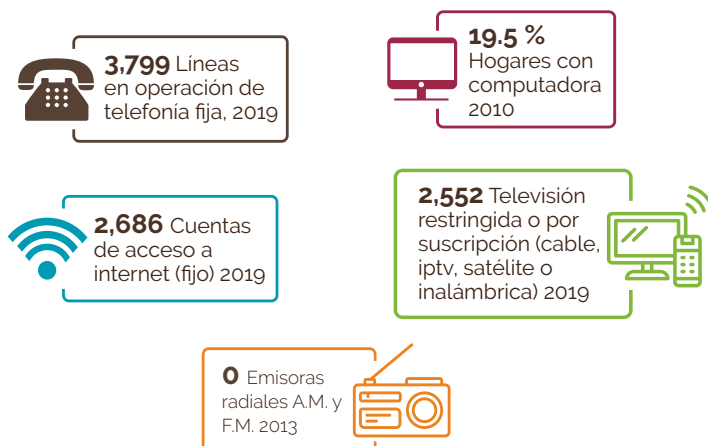 3,799 Líneas
en operación de
telefonía fija, 2019
19.5 %
Hogares con
computadora
2010
2,686 Cuentas
de acceso a
internet (fijo) 2019
2,552 Televisión
restringida o por
suscripción (cable,
iptv, satélite o
inalámbrica) 2019
0 Emisoras
radiales A.M. y
F.M. 2013